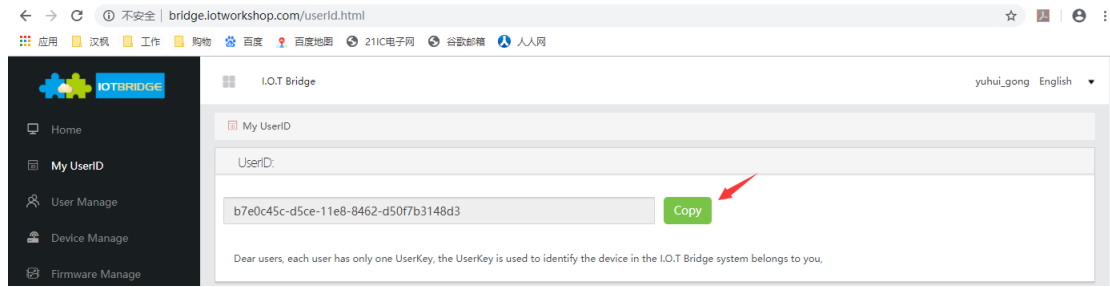 不安全 | bridge.iotworkshop.com/userId.html
应用 汉枫 工作 购物 百度 百度地图 21IC电子网 谷歌邮箱 人人网
IOTBRIDGE
I.O.T Bridge
yuhui_gong English
Home
My UserID
User Manage
Device Manage
Firmware Manage
My UserID
UserID:
b7e0c45c-d5ce-11e8-8462-d50f7b3148d3
Copy
Dear users, each user has only one UserKey, the UserKey is used to identify the device in the I.O.T Bridge system belongs to you,